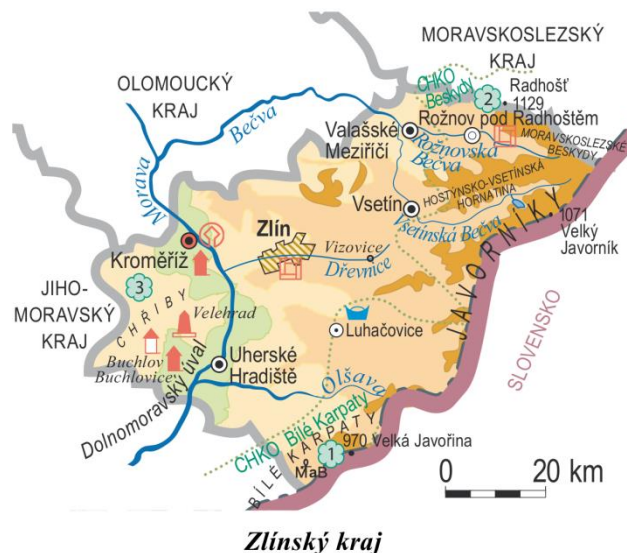 MORAVSKOSLEZSKÝ
KRAJ
OLOMOUCKÝ
KRAJ
CHKO
Beskydy
2
Radhošť
1129
Rožnov pod Radhoštěm
Bečva
Valašské
Meziříčí
Rožnovská
Bečva
MORAVSKOSLEZSKÉ
BESKYDY
HOSTÝNSKO-VSETÍNSKÁ
HORNATINA
Morava
Vsetín
Vsetínská Bečva
1071
Velký
Javorník
JAVORNÍKY
Zlín
Vizovice
Dřevnice
Kroměříž
JIHO-
MORAVSKÝ
KRAJ
3
CHŘIBY
Velehrad
Buchlov
Buchlovice
Luhačovice
SLOVENSKO
Uherské
Hradiště
Dolnomoravský úval
Olšava
CHKO Bílé Karpaty
BÍLÉ KARPATY
1
MaB
970 Velká Javořina
0 20 km
Zlínský kraj